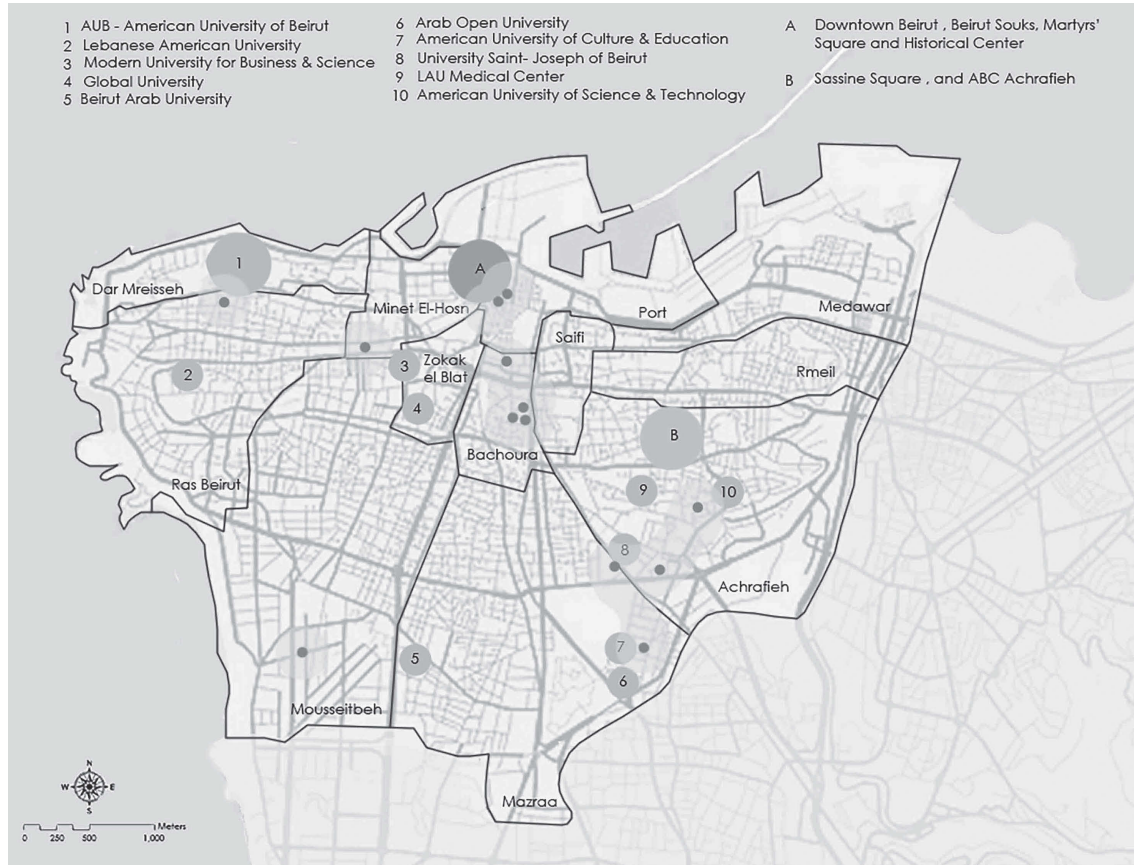 1 AUB - American University of Beirut
2 Lebanese American University
3 Modern University for Business & Science
4 Global University
5 Beirut Arab University
6 Arab Open University
7 American University of Culture & Education
8 University Saint- Joseph of Beirut
9 LAU Medical Center
10 American University of Science & Technology
A Downtown Beirut , Beirut Souks, Martyrs'
Square and Historical Center
B Sassine Square , and ABC Achrafieh
1
A
Dar Mreisseh
Minet El-Hosn
Port
Medawar
Saifi
2
3
Zokak
el Blat
Rmeil
4
B
Bachoura
Ras Beirut
9
10
8
Achrafieh
7
5
6
Mousseitbeh
Mazraa
N
W
E
S
Meters
0 250 500 1,000